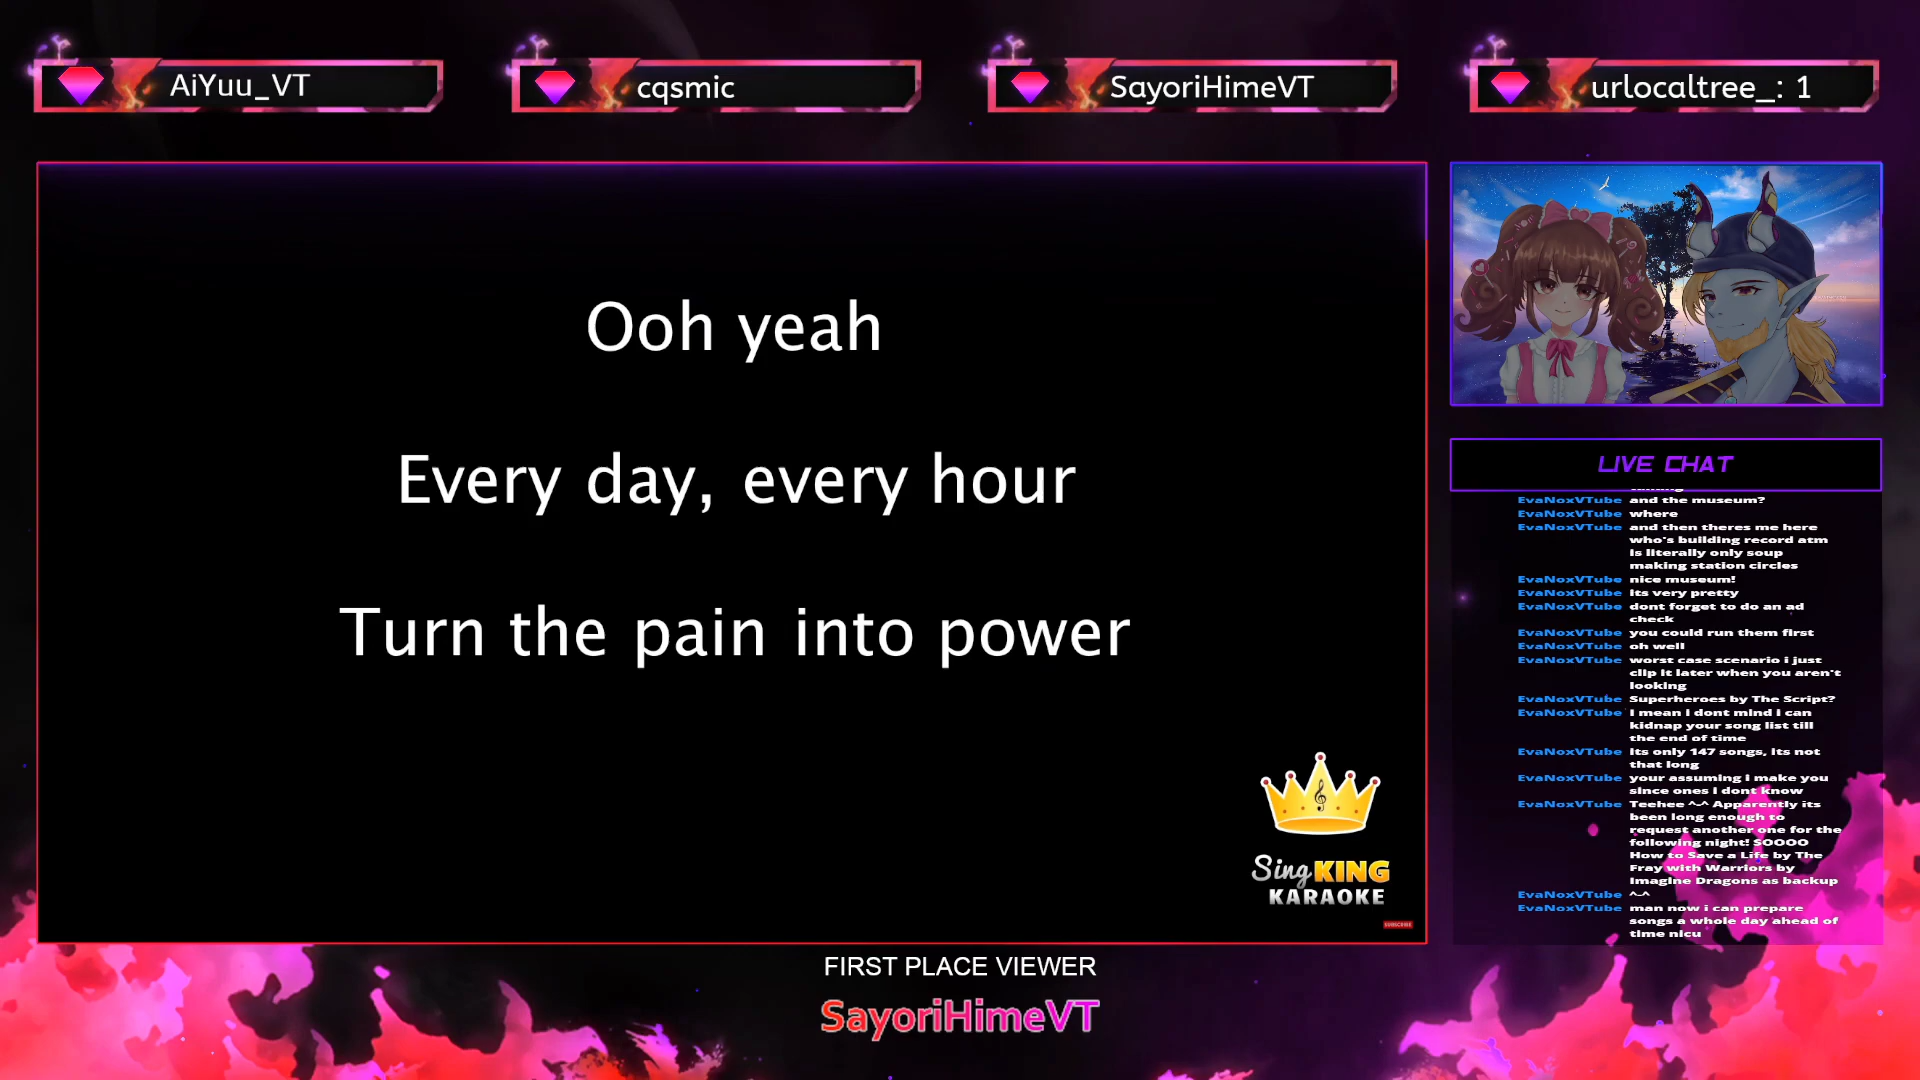 AiYuu_VT
cqsmic
SayoriHimeVT
urlocaltree_: 1
Ooh yeah
Every day, every hour
Turn the pain into power
Sing KING
KARAOKE
SUBSCRIBE
LIVE CHAT
EvaNoxVTube and the museum?
EvaNoxVTube where
EvaNoxVTube and then theres me here
who's building record atm
is literally only soup
making station circles
EvaNoxVTube nice museum!
EvaNoxVTube its very pretty
EvaNoxVTube dont forget to do an ad
check
EvaNoxVTube you could run them first
EvaNoxVTube oh well
EvaNoxVTube worst case scenario i just
clip it later when you aren't
looking
EvaNoxVTube Superheroes by The Script?
EvaNoxVTube I mean i dont mind i can
kidnap your song list till
the end of time
EvaNoxVTube Its only 147 songs, its not
that long
EvaNoxVTube your assuming i make you
since ones i dont know
EvaNoxVTube Teehee ^-^ Apparently its
been long enough to
request another one for the
following night! SOOOO
How to Save a Life by The
Fray with Warriors by
Imagine Dragons as backup
EvaNoxVTube ^-^
EvaNoxVTube man now i can prepare
songs a whole day ahead of
time nicu
FIRST PLACE VIEWER
SayoriHimeVT